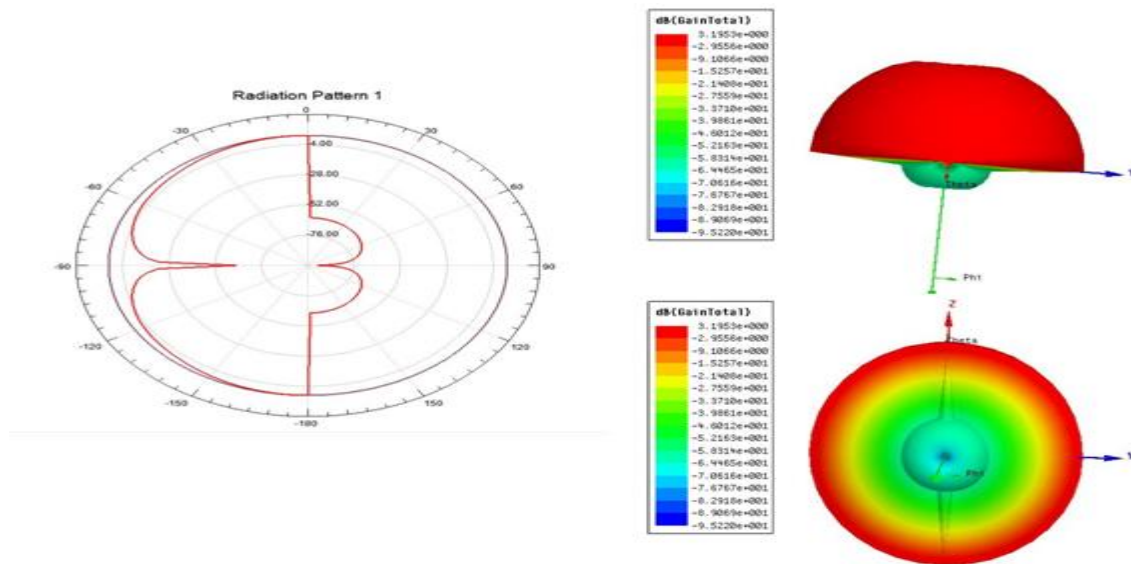 Radiation Pattern 1
0
-30
30
-4.00
-60
60
-28.00
-52.00
-76.00
-90
90
-120
120
-150
150
-180
dB(GainTotal)
3.1953e+000
-2.9556e+000
-9.1066e+000
-1.5257e+001
-2.1408e+001
-2.7559e+001
-3.3710e+001
-3.9861e+001
-4.6012e+001
-5.2163e+001
-5.8314e+001
-6.4465e+001
-7.0616e+001
-7.6767e+001
-8.2918e+001
-8.9069e+001
-9.5220e+001
Theta
Phi
Z
dB(GainTotal)
3.1953e+000
-2.9556e+000
-9.1066e+000
-1.5257e+001
-2.1408e+001
-2.7559e+001
-3.3710e+001
-3.9861e+001
-4.6012e+001
-5.2163e+001
-5.8314e+001
-6.4465e+001
-7.0616e+001
-7.6767e+001
-8.2918e+001
-8.9069e+001
-9.5220e+001
Theta
Phi